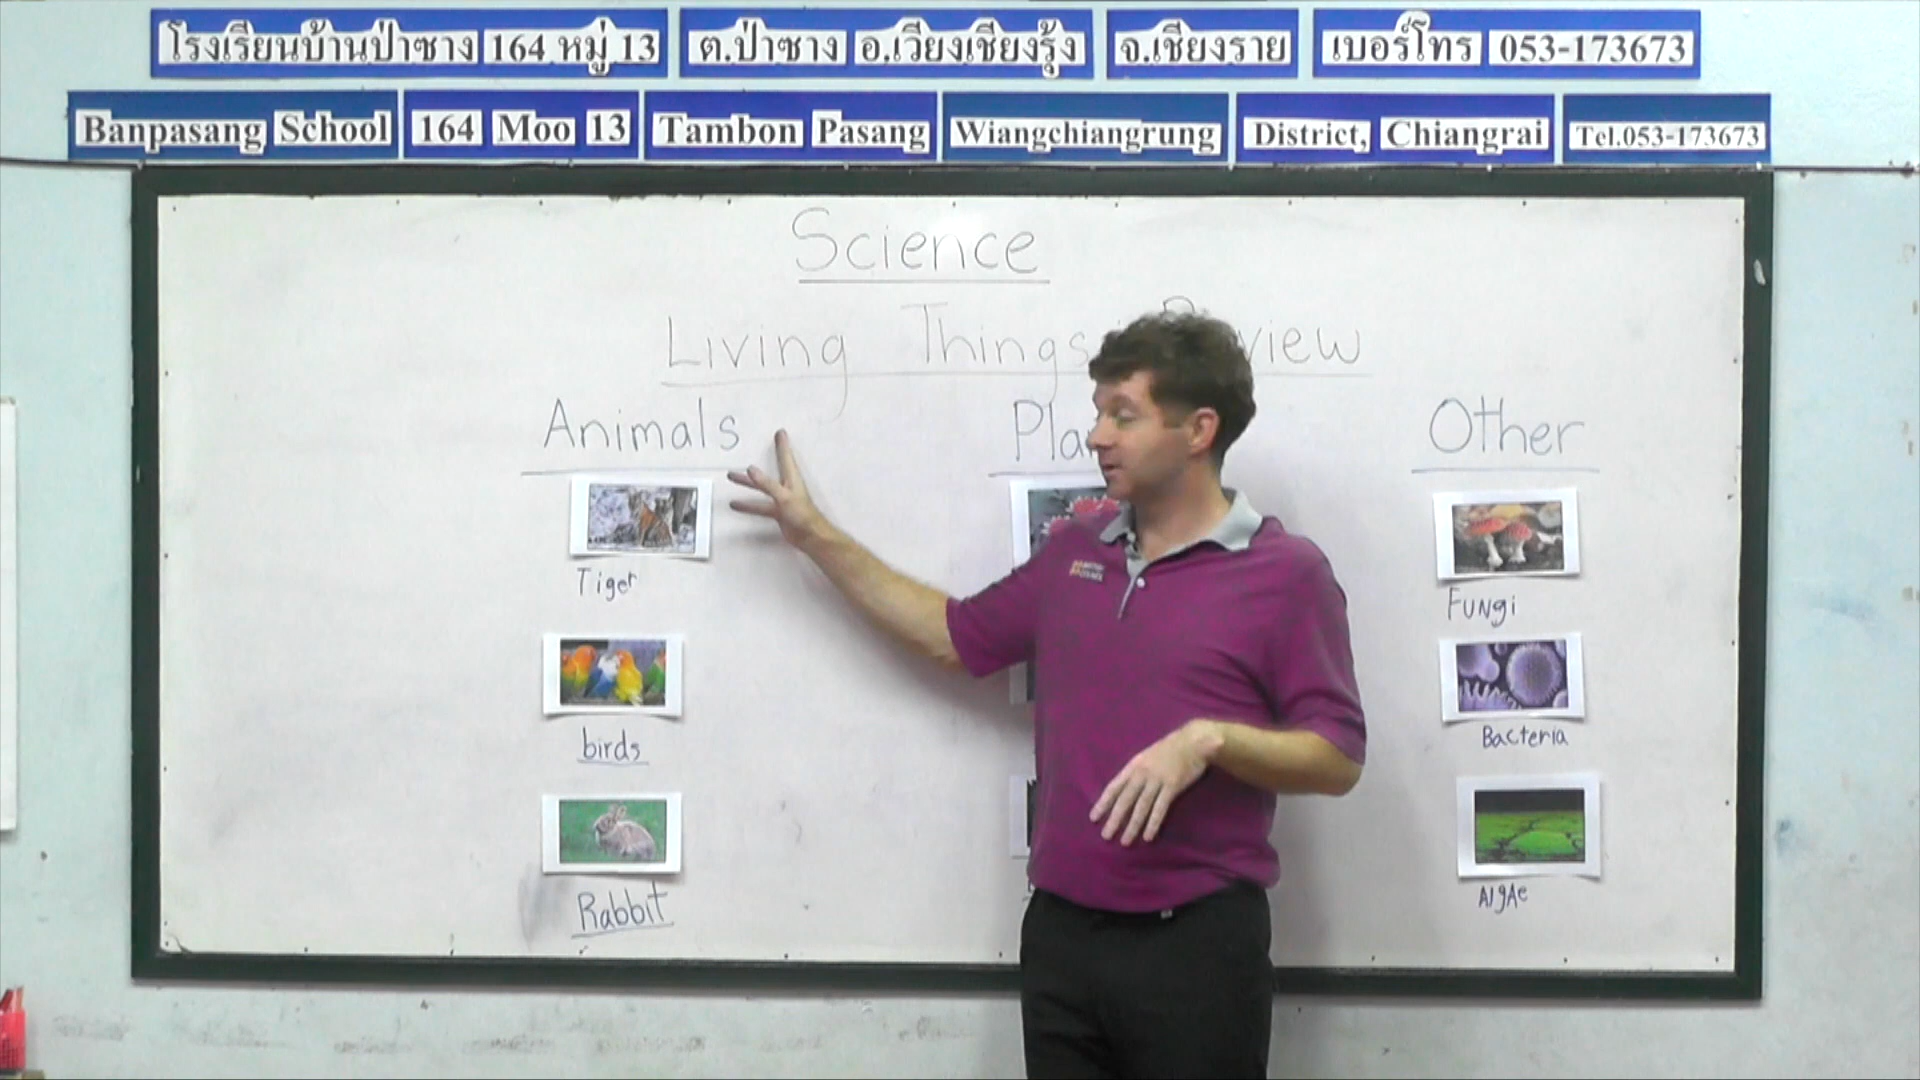 โรงเรียนบ้านป่าซาง 164 หมู่ 13 ต.ป่าซาง อ.เวียงเชียงรุ้ง จ.เชียงราย เบอร์โทร 053-173673
Banpasang School 164 Moo 13 Tambon Pasang Wiangchiangrung District, Chiangrai Tel.053-173673
Science
Living Things
Animals
Other
Tiger
Fungi
birds
Bacteria
Rabbit
AlgAe